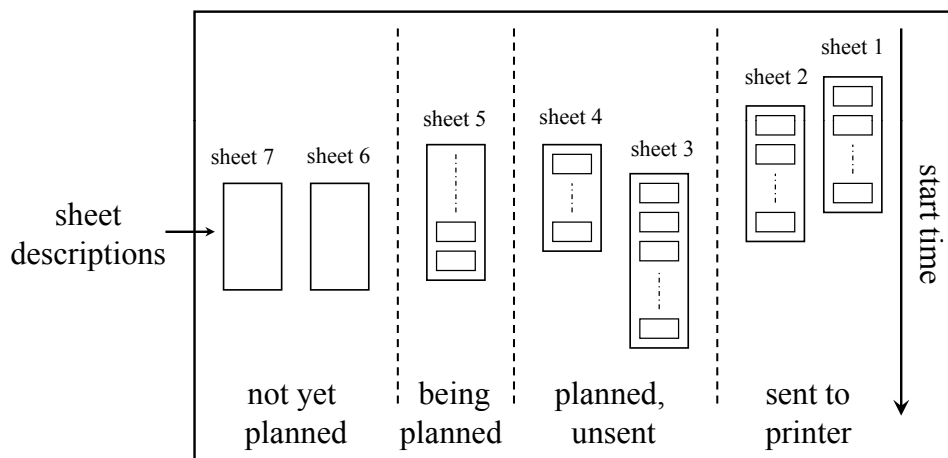 sheet 1
sheet 2
sheet 5
sheet 4
sheet 3
sheet 7
sheet 6
sheet
descriptions
start time
not yet
planned
being
planned
planned,
unsent
sent to
printer